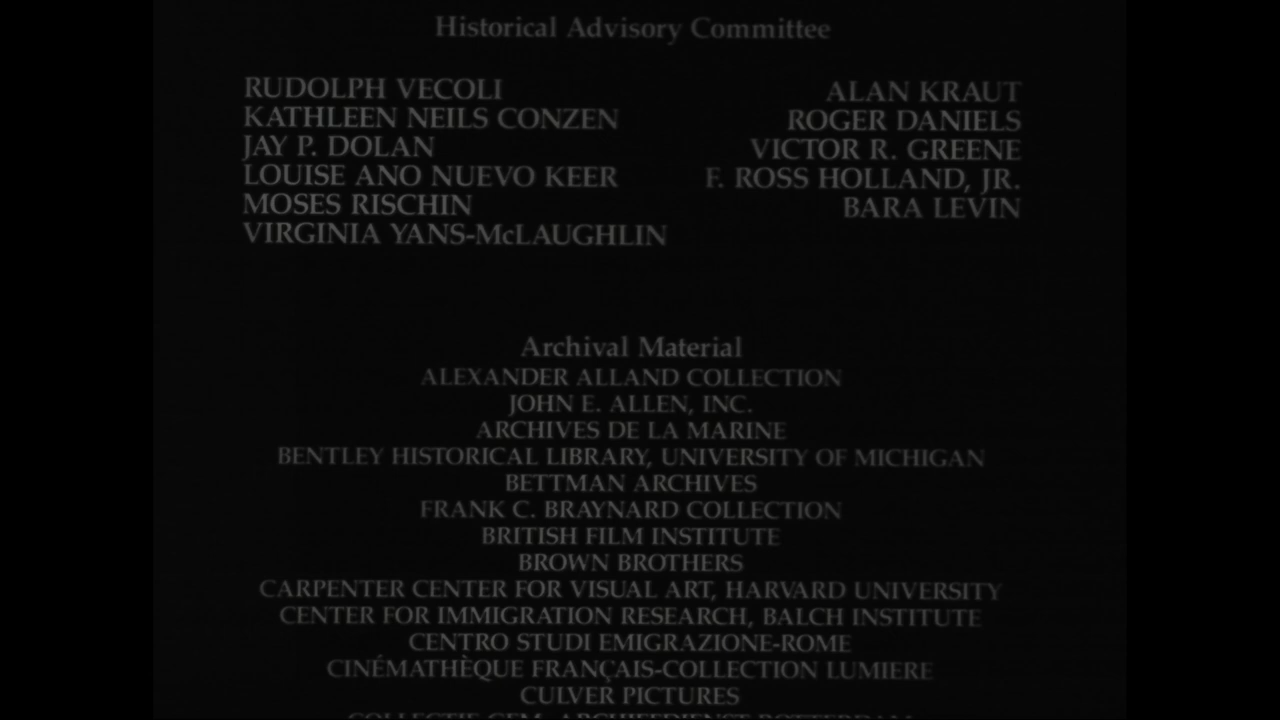 Historical Advisory Committee
RUDOLPH VECOLI
KATHLEEN NEILS CONZEN
JAY P. DOLAN
LOUISE ANO NUEVO KEER
MOSES RISCHIN
VIRGINIA YANS-McLAUGHLIN
ALAN KRAUT
ROGER DANIELS
VICTOR R. GREENE
F. ROSS HOLLAND, JR.
BARA LEVIN
Archival Material
ALEXANDER ALLAND COLLECTION
JOHN E. ALLEN, INC.
ARCHIVES DE LA MARINE
BENTLEY HISTORICAL LIBRARY, UNIVERSITY OF MICHIGAN
BETTMAN ARCHIVES
FRANK C. BRAYNARD COLLECTION
BRITISH FILM INSTITUTE
BROWN BROTHERS
CARPENTER CENTER FOR VISUAL ART, HARVARD UNIVERSITY
CENTER FOR IMMIGRATION RESEARCH, BALCH INSTITUTE
CENTRO STUDI EMIGRAZIONE-ROME
CINÉMATHÈQUE FRANÇAIS-COLLECTION LUMIERE
CULVER PICTURES